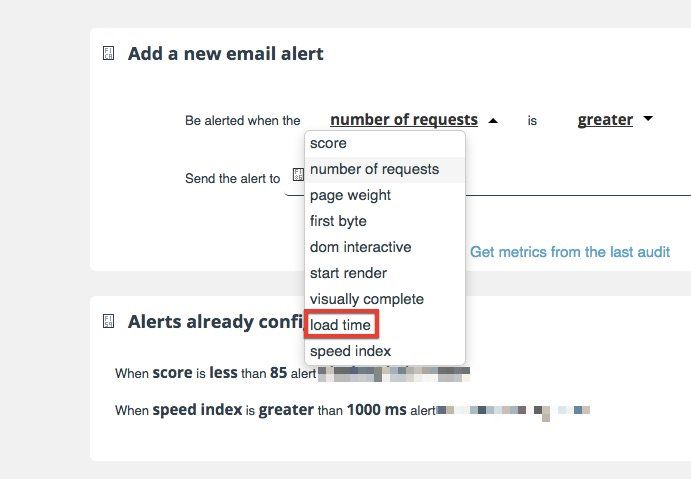 Add a new email alert
Be alerted when the number of requests is greater
score
number of requests
Send the alert to
page weight
first byte
dom interactive
Get metrics from the last audit
start render
visually complete
Alerts already confi
load time
speed index
When score is less than 85 alert
When speed index is greater than 1000 ms alert